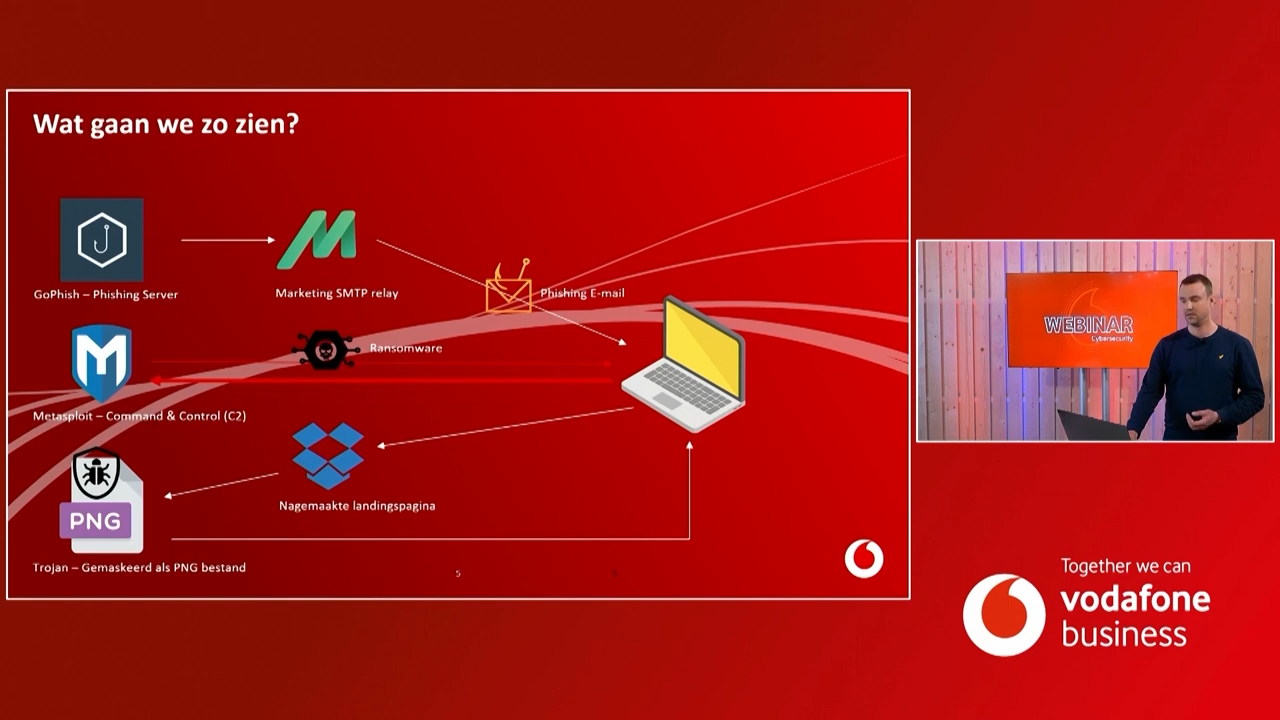 Wat gaan we zo zien?
GoPhish – Phishing Server
Marketing SMTP relay
Phishing E-mail
Ransomware
Metasploit – Command & Control (C2)
Nagemaakte landingspagina
PNG
Trojan – Gemaskeerd als PNG bestand
5
WEBINAR
Cybersecurity
Together we can
vodafone
business